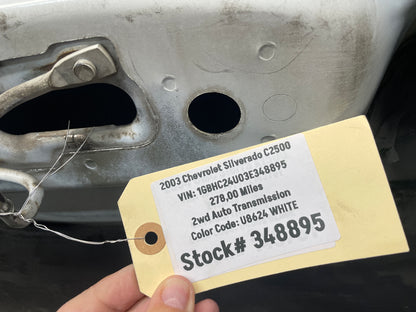 2003 Chevrolet Silverado C2500
VIN: 1GBHC24U03E348895
278,00 Miles
2wd Auto Transmission
Color Code: U8624 WHITE
Stock# 348895